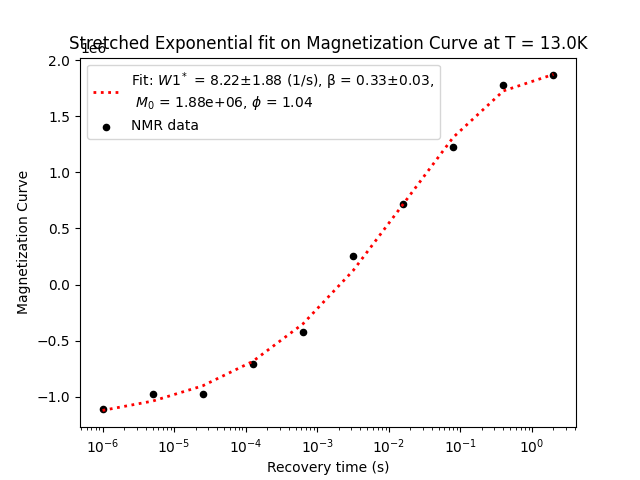 Stretched Exponential fit on Magnetization Curve at T = 13.0K
1e6
Fit: W1* = 8.22±1.88 (1/s), β = 0.33±0.03,
M₀ = 1.88e+06, ϕ = 1.04
NMR data
2.0
1.5
1.0
0.5
0.0
−0.5
−1.0
Magnetization Curve
10⁻⁶ 10⁻⁵ 10⁻⁴ 10⁻³ 10⁻² 10⁻¹ 10⁰
Recovery time (s)